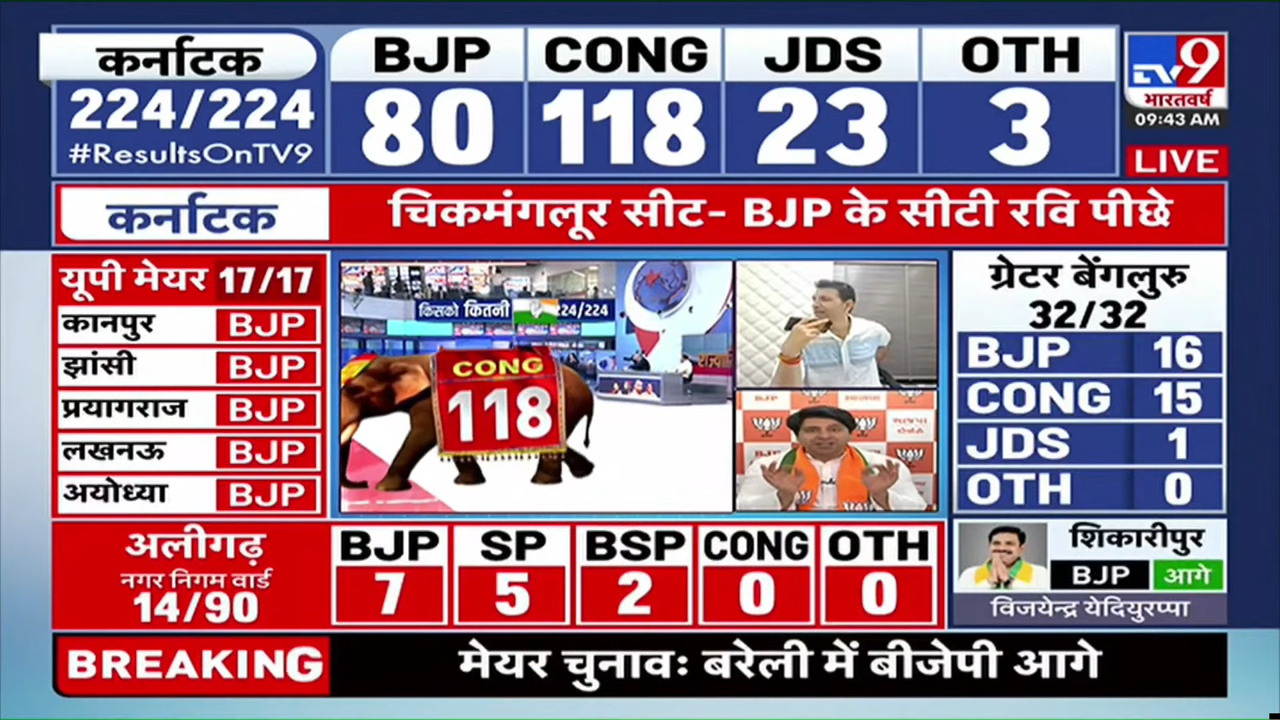 कर्नाटक
224/224
#ResultsOnTV9
BJP CONG JDS OTH
80 118 23 3
TV9
भारतवर्ष
09:43 AM
LIVE
कर्नाटक
चिकमंगलूर सीट- BJP के सीटी रवि पीछे
यूपी मेयर 17/17
कानपुर BJP
झांसी BJP
प्रयागराज BJP
लखनऊ BJP
अयोध्या BJP
किसको कितनी 224/224
CONG
118
BJP
ग्रेटर बेंगलुरु
32/32
BJP 16
CONG 15
JDS 1
OTH 0
अलीगढ़
नगर निगम वार्ड
14/90
BJP SP BSP CONG OTH
7 5 2 0 0
शिकारीपुर
BJP आगे
विजयेन्द्र येदियुरप्पा
BREAKING
मेयर चुनावः बरेली में बीजेपी आगे